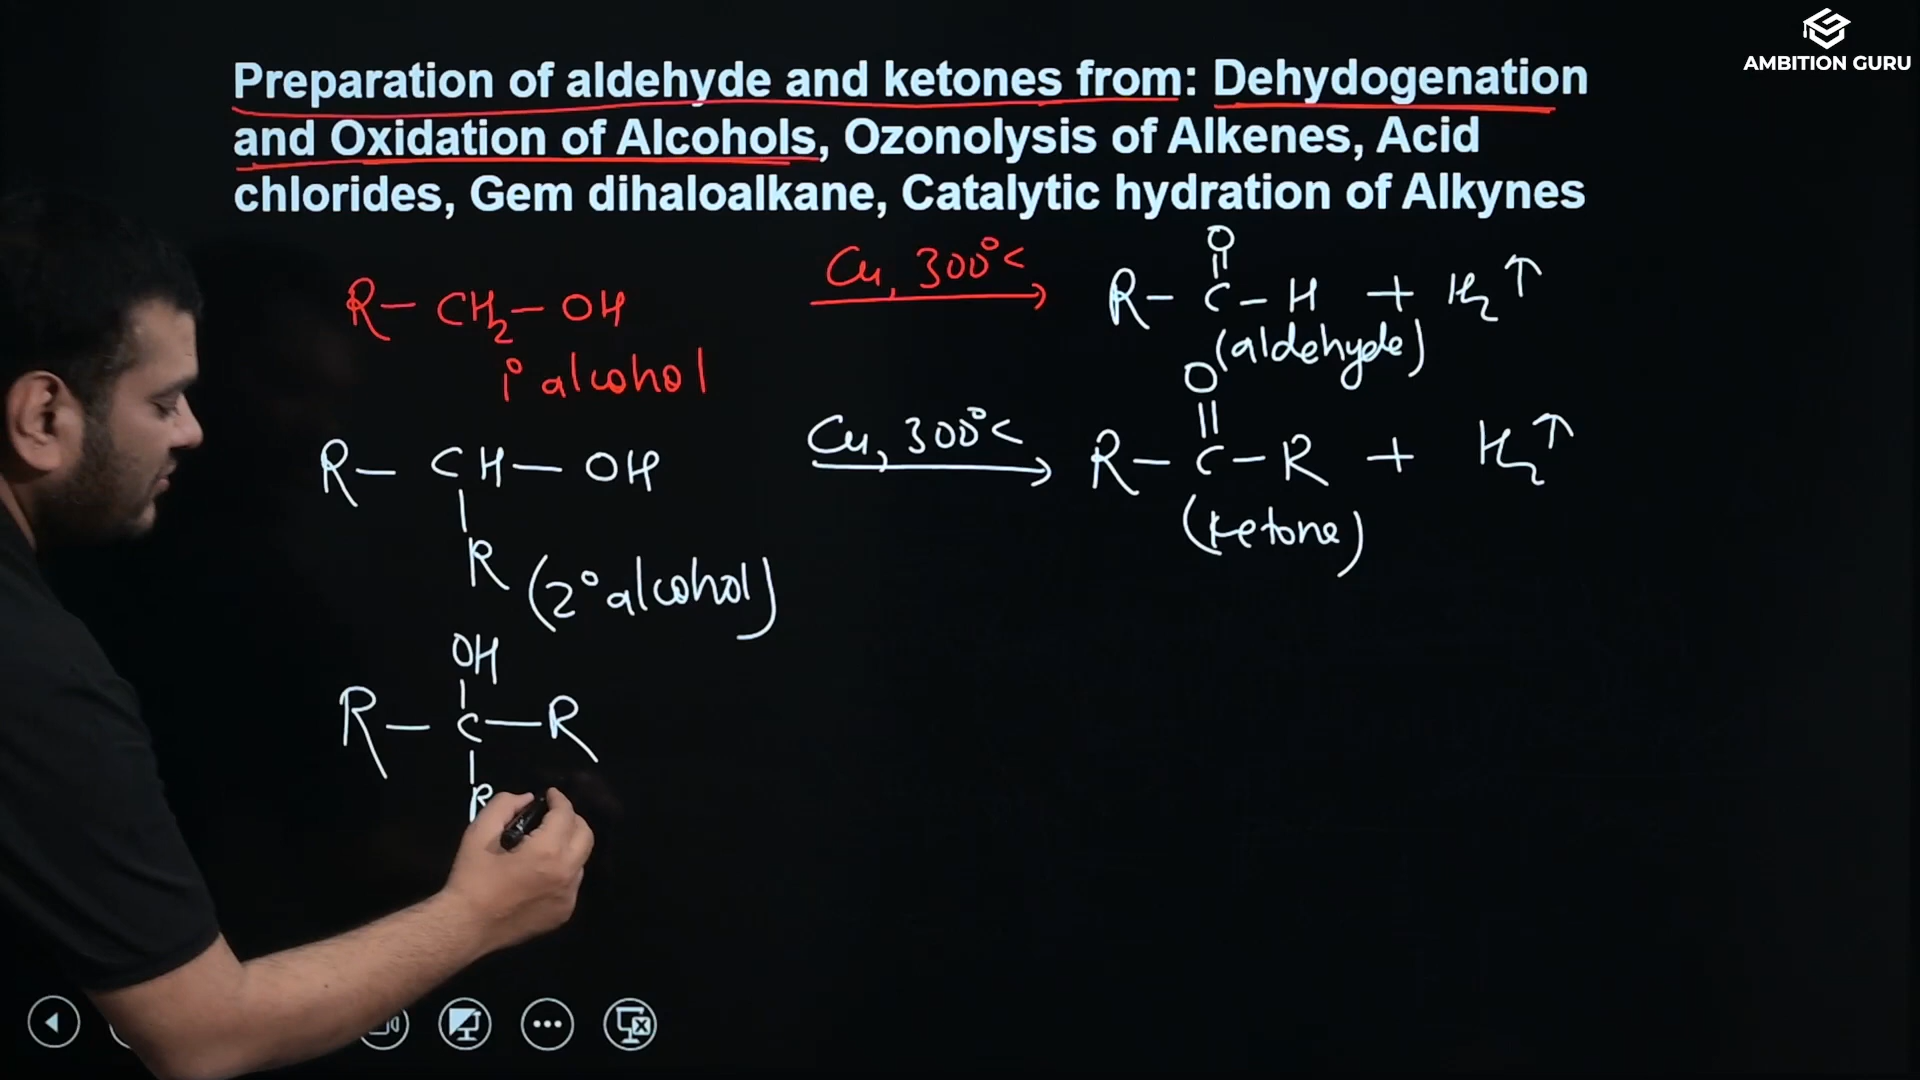 AMBITION GURU
Preparation of aldehyde and ketones from: Dehydogenation
and Oxidation of Alcohols, Ozonolysis of Alkenes, Acid
chlorides, Gem dihaloalkane, Catalytic hydration of Alkynes
R - CH2 - OH
1° alcohol
Cu, 300°C
O
R - C - H + H2 ↑
(aldehyde)
R - CH - OH
R (2° alcohol)
Cu, 300°C
O
R - C - R + H2 ↑
(ketone)
OH
R - C - R
R